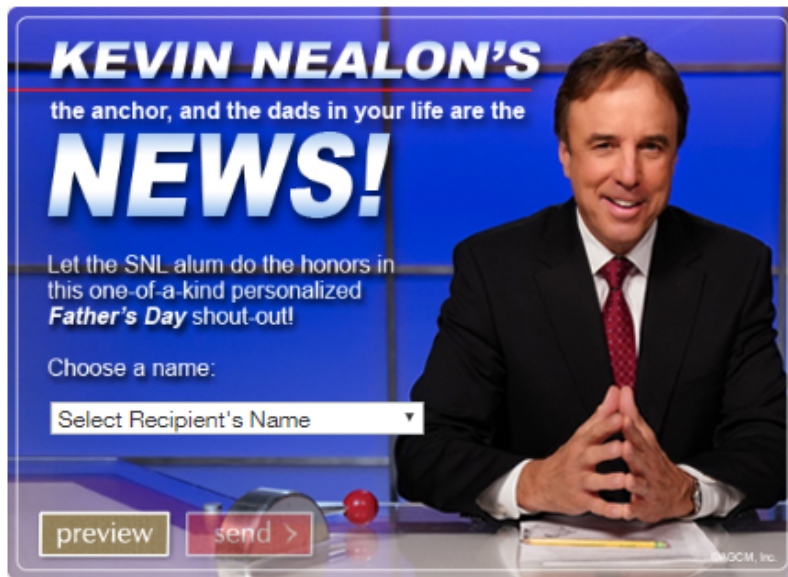 KEVIN NEALON'S
the anchor, and the dads in your life are the
NEWS!
Let the SNL alum do the honors in
this one-of-a-kind personalized
Father's Day shout-out!
Choose a name:
Select Recipient's Name
preview send >
©AGCM, Inc.